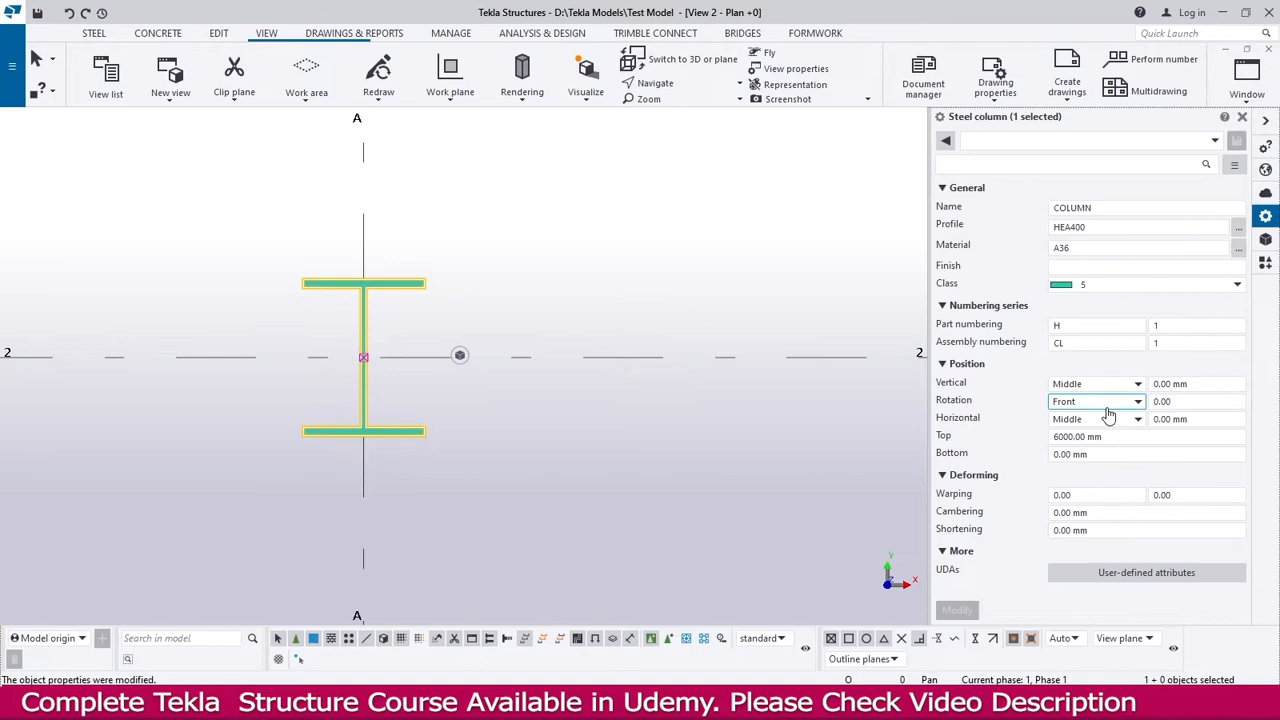 Tekla Structures - D:\Tekla Models\Test Model - [View 2 - Plan +0]
Log in
STEEL CONCRETE EDIT VIEW DRAWINGS & REPORTS MANAGE ANALYSIS & DESIGN TRIMBLE CONNECT BRIDGES FORMWORK
Quick Launch
View list
New view
Clip plane
Work area
Redraw
Work plane
Switch to 3D or plane
Navigate
Zoom
Rendering
Visualize
Fly
View properties
Representation
Screenshot
Document
manager
Drawing
properties
Create
drawings
Perform number
Multidrawing
Window
A
2
2
A
Y
X
Steel column (1 selected)
General
Name COLUMN
Profile HEA400 ...
Material A36 ...
Finish
Class 5
Numbering series
Part numbering H 1
Assembly numbering CL 1
Position
Vertical Middle 0.00 mm
Rotation Front 0.00
Horizontal Middle 0.00 mm
Top 6000.00 mm
Bottom 0.00 mm
Deforming
Warping 0.00 0.00
Cambering 0.00 mm
Shortening 0.00 mm
More
UDAs User-defined attributes
Modify
Model origin
Search in model
standard
Auto
View plane
Outline planes
The object properties were modified.
O 0 Pan Current phase: 1, Phase 1 1 + 0 objects selected
Complete Tekla Structure Course Available in Udemy. Please Check Video Description